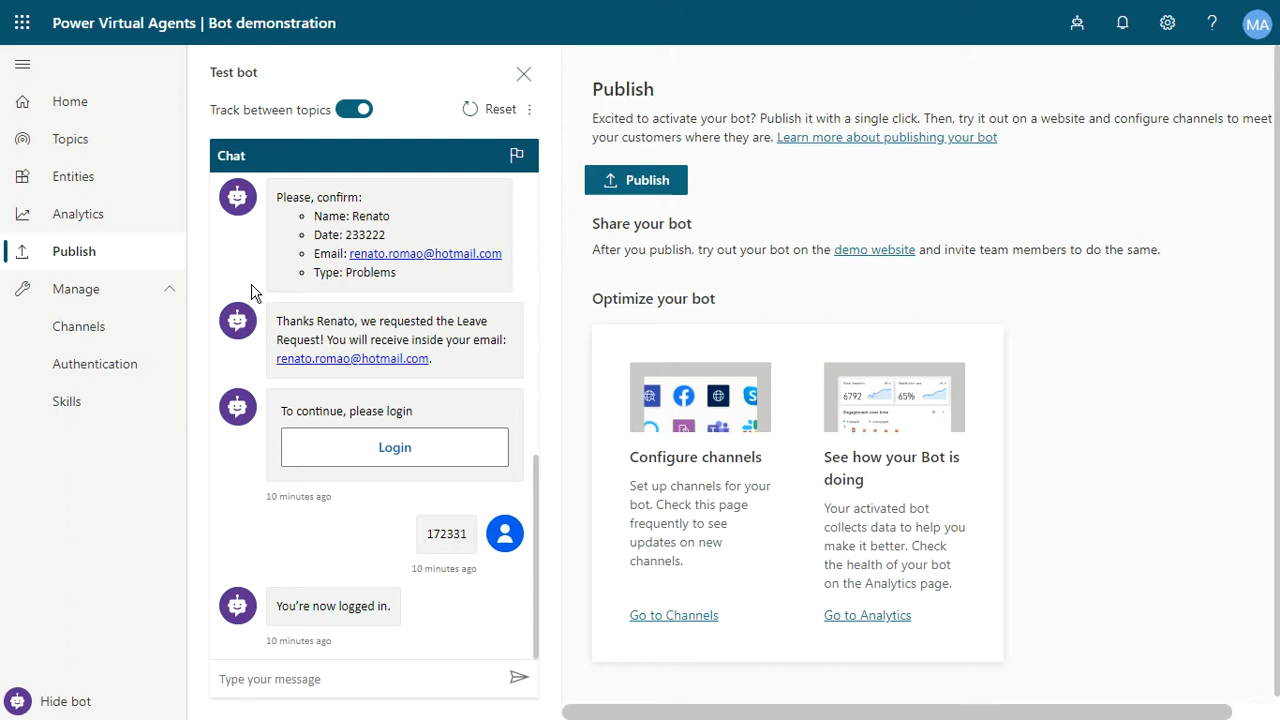 Power Virtual Agents | Bot demonstration
MA
Home
Topics
Entities
Analytics
Publish
Manage
Channels
Authentication
Skills
Hide bot
Test bot
Track between topics
Reset
Chat
Please, confirm:
Name: Renato
Date: 233222
Email: renato.romao@hotmail.com
Type: Problems
Thanks Renato, we requested the Leave
Request! You will receive inside your email:
renato.romao@hotmail.com.
To continue, please login
Login
10 minutes ago
172331
10 minutes ago
You're now logged in.
10 minutes ago
Type your message
Publish
Excited to activate your bot? Publish it with a single click. Then, try it out on a website and configure channels to meet
your customers where they are. Learn more about publishing your bot
Publish
Share your bot
After you publish, try out your bot on the demo website and invite team members to do the same.
Optimize your bot
Configure channels
Set up channels for your
bot. Check this page
frequently to see
updates on new
channels.
Go to Channels
6792
65%
See how your Bot is
doing
Your activated bot
collects data to help you
make it better. Check
the health of your bot
on the Analytics page.
Go to Analytics